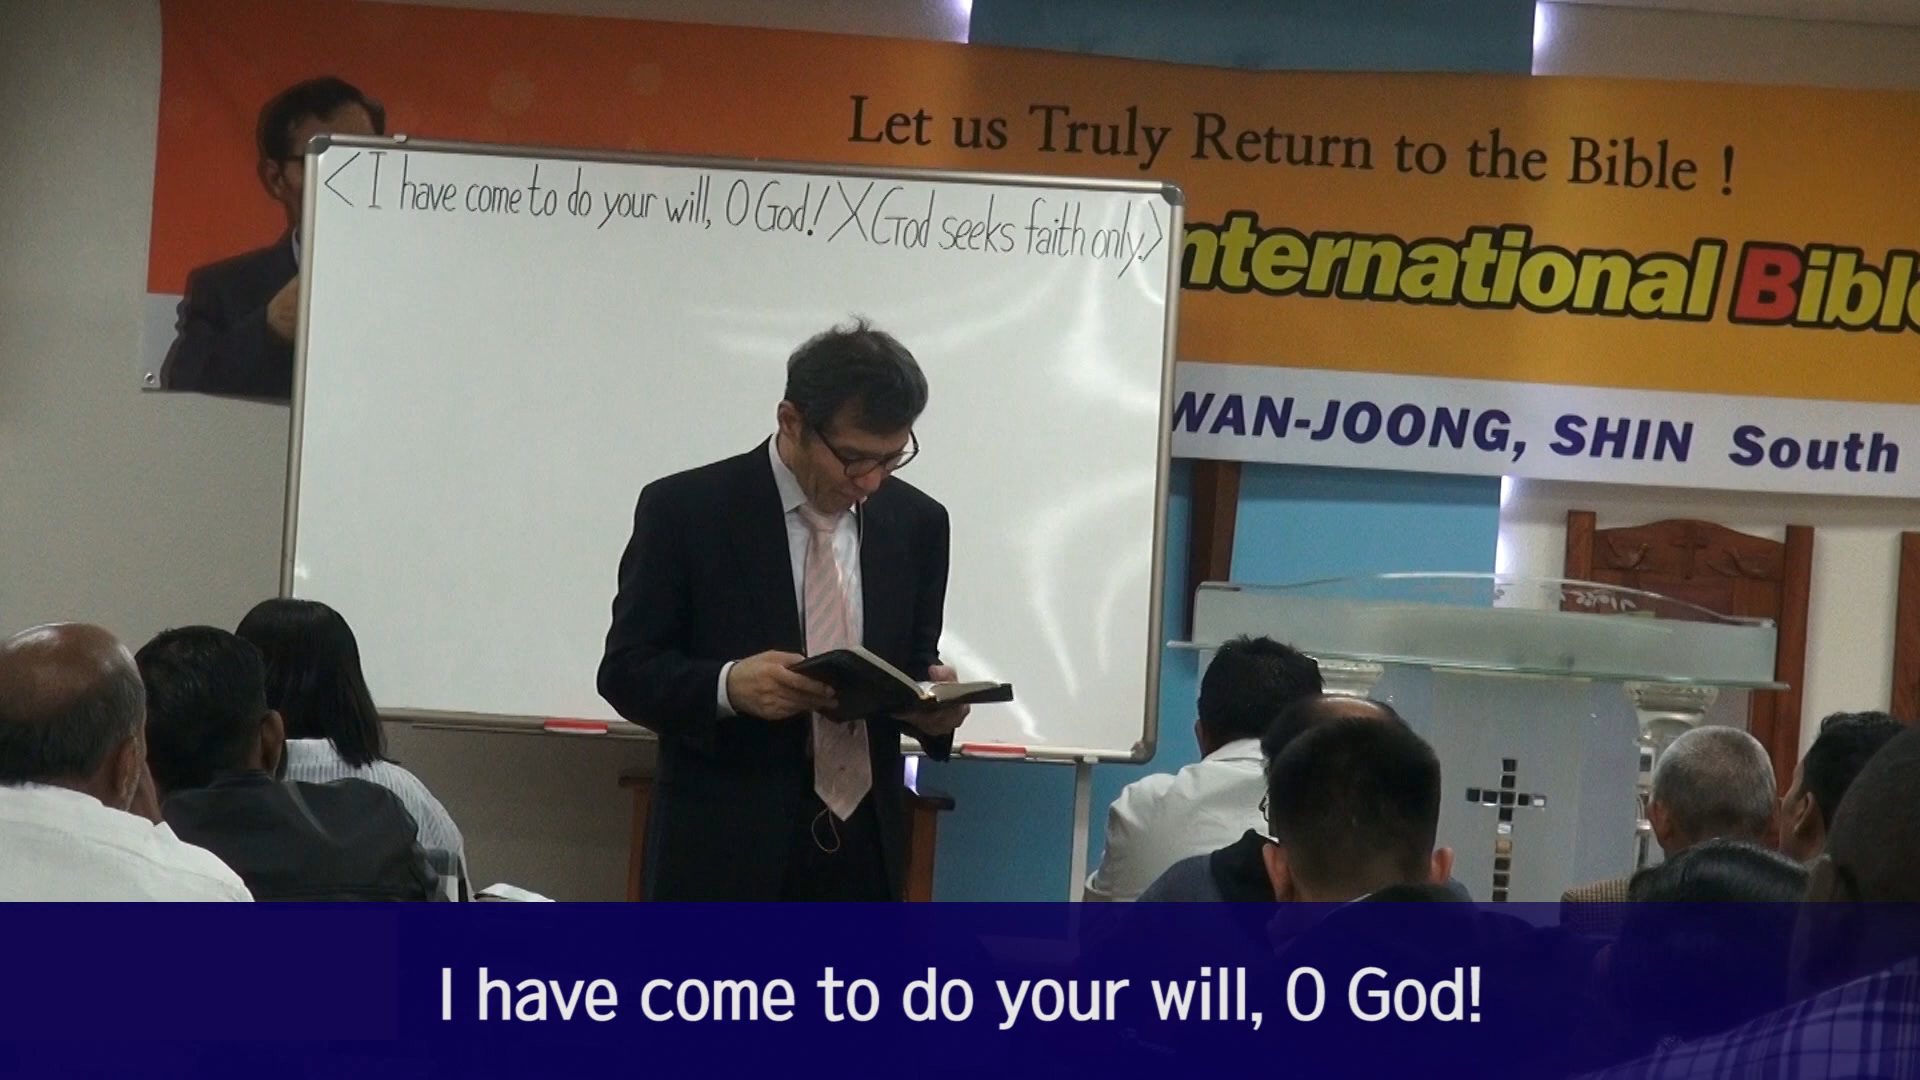 Let us Truly Return to the Bible !
<I have come to do your will, O God!><God seeks faith only.>
nternational Bibl
WAN-JOONG, SHIN South
I have come to do your will, O God!